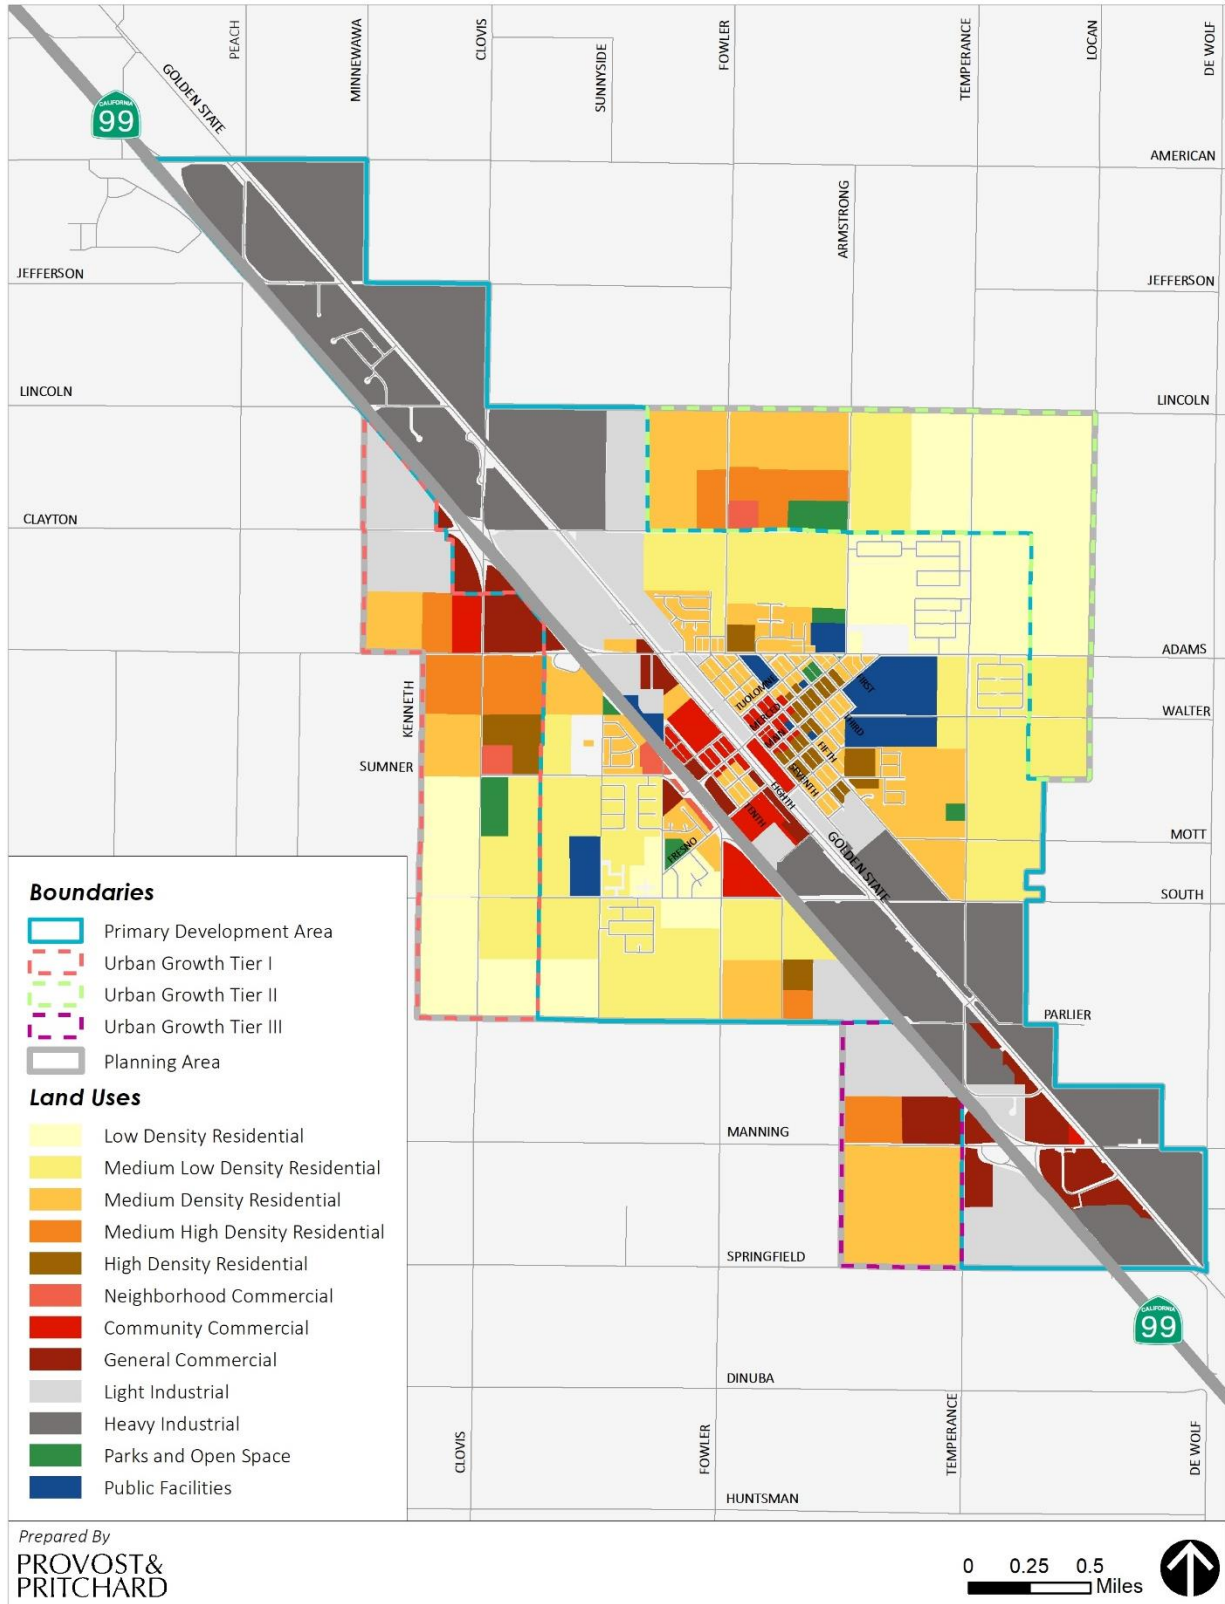 PEACH
MINNEWAWA
CLOVIS
SUNNYSIDE
FOWLER
TEMPERANCE
LOCAN
DE WOLF
GOLDEN STATE
CALIFORNIA
99
AMERICAN
ARMSTRONG
JEFFERSON
JEFFERSON
LINCOLN
LINCOLN
CLAYTON
ADAMS
KENNETH
TUOLOMNE
MERCED
MAIN
FIRST
THIRD
FIFTH
SEVENTH
EIGHTH
TENTH
FRESNO
WALTER
SUMNER
GOLDEN STATE
MOTT
SOUTH
PARLIER
MANNING
SPRINGFIELD
CALIFORNIA
99
DINUBA
CLOVIS
FOWLER
TEMPERANCE
DE WOLF
HUNTSMAN
Boundaries
Primary Development Area
Urban Growth Tier I
Urban Growth Tier II
Urban Growth Tier III
Planning Area
Land Uses
Low Density Residential
Medium Low Density Residential
Medium Density Residential
Medium High Density Residential
High Density Residential
Neighborhood Commercial
Community Commercial
General Commercial
Light Industrial
Heavy Industrial
Parks and Open Space
Public Facilities
Prepared By
PROVOST&
PRITCHARD
0 0.25 0.5
Miles